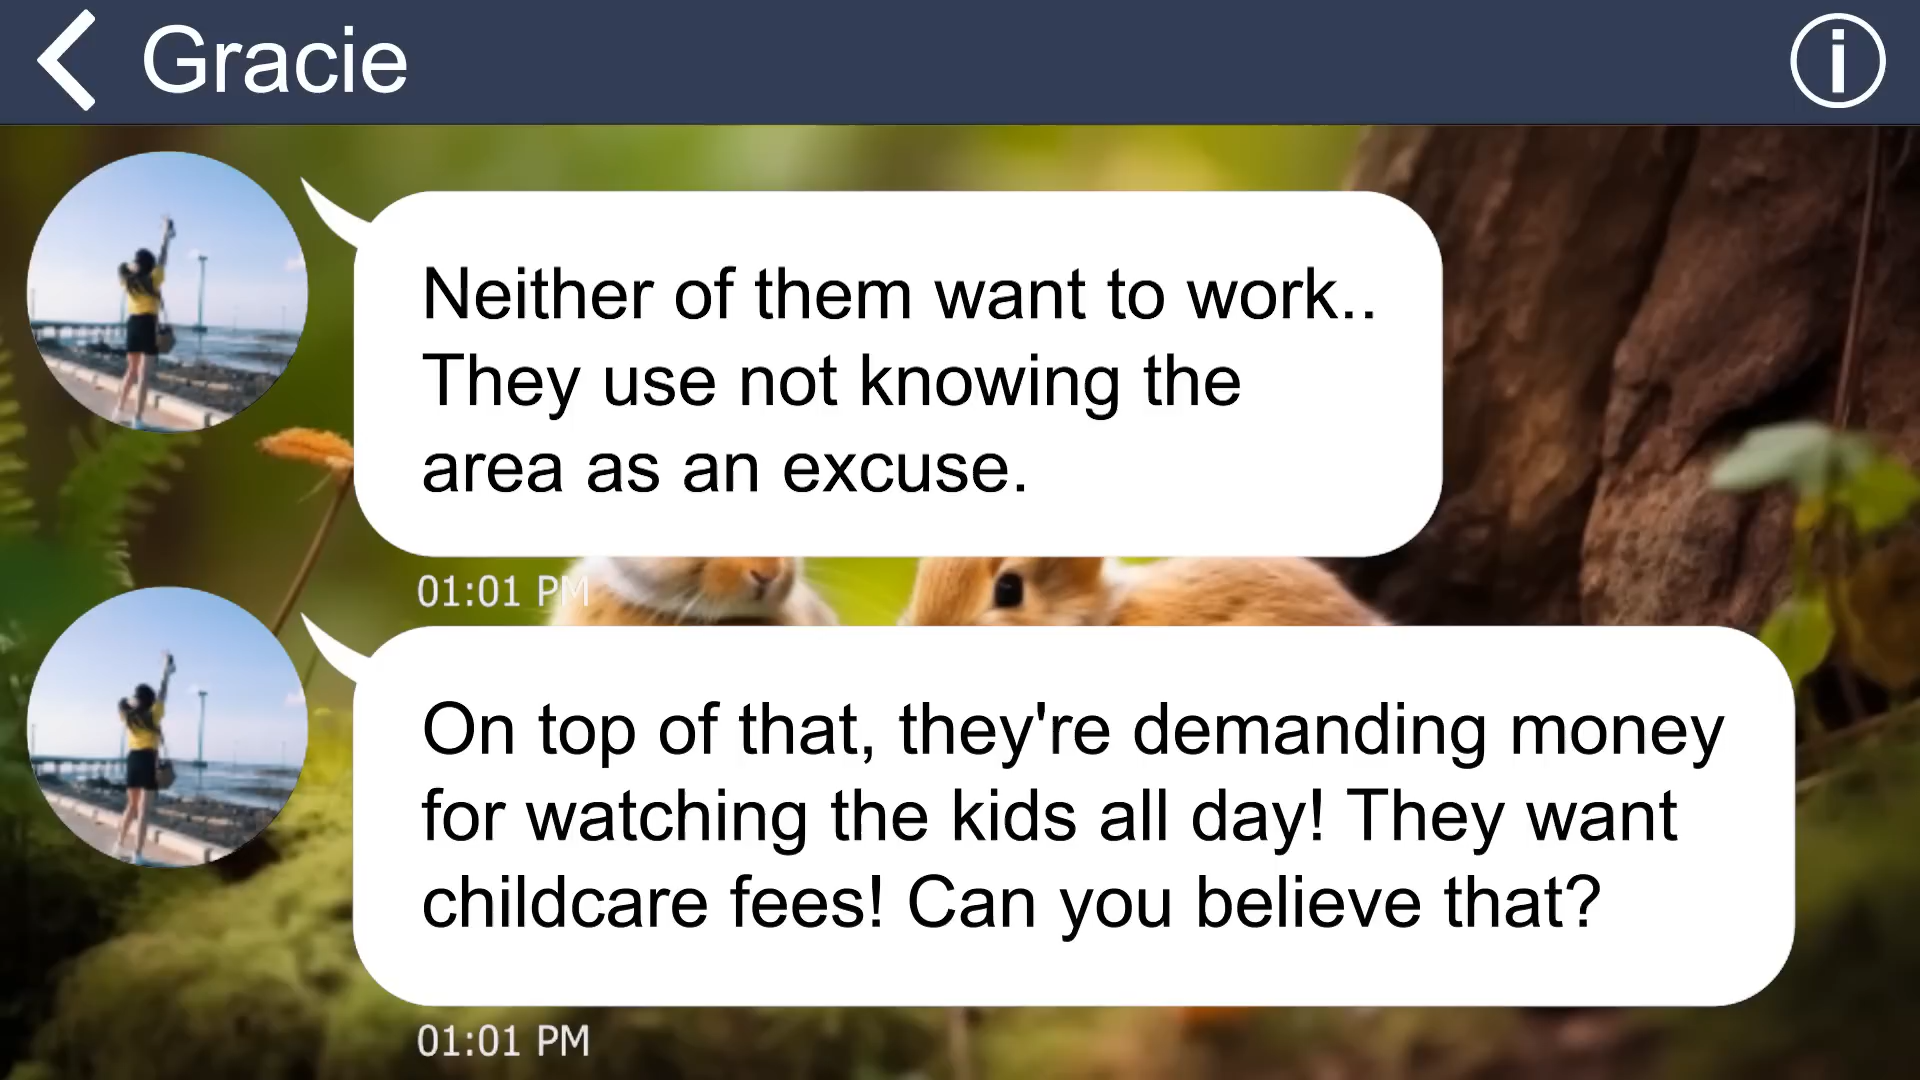 Gracie
Neither of them want to work..
They use not knowing the
area as an excuse.
01:01 PM
On top of that, they're demanding money
for watching the kids all day! They want
childcare fees! Can you believe that?
01:01 PM